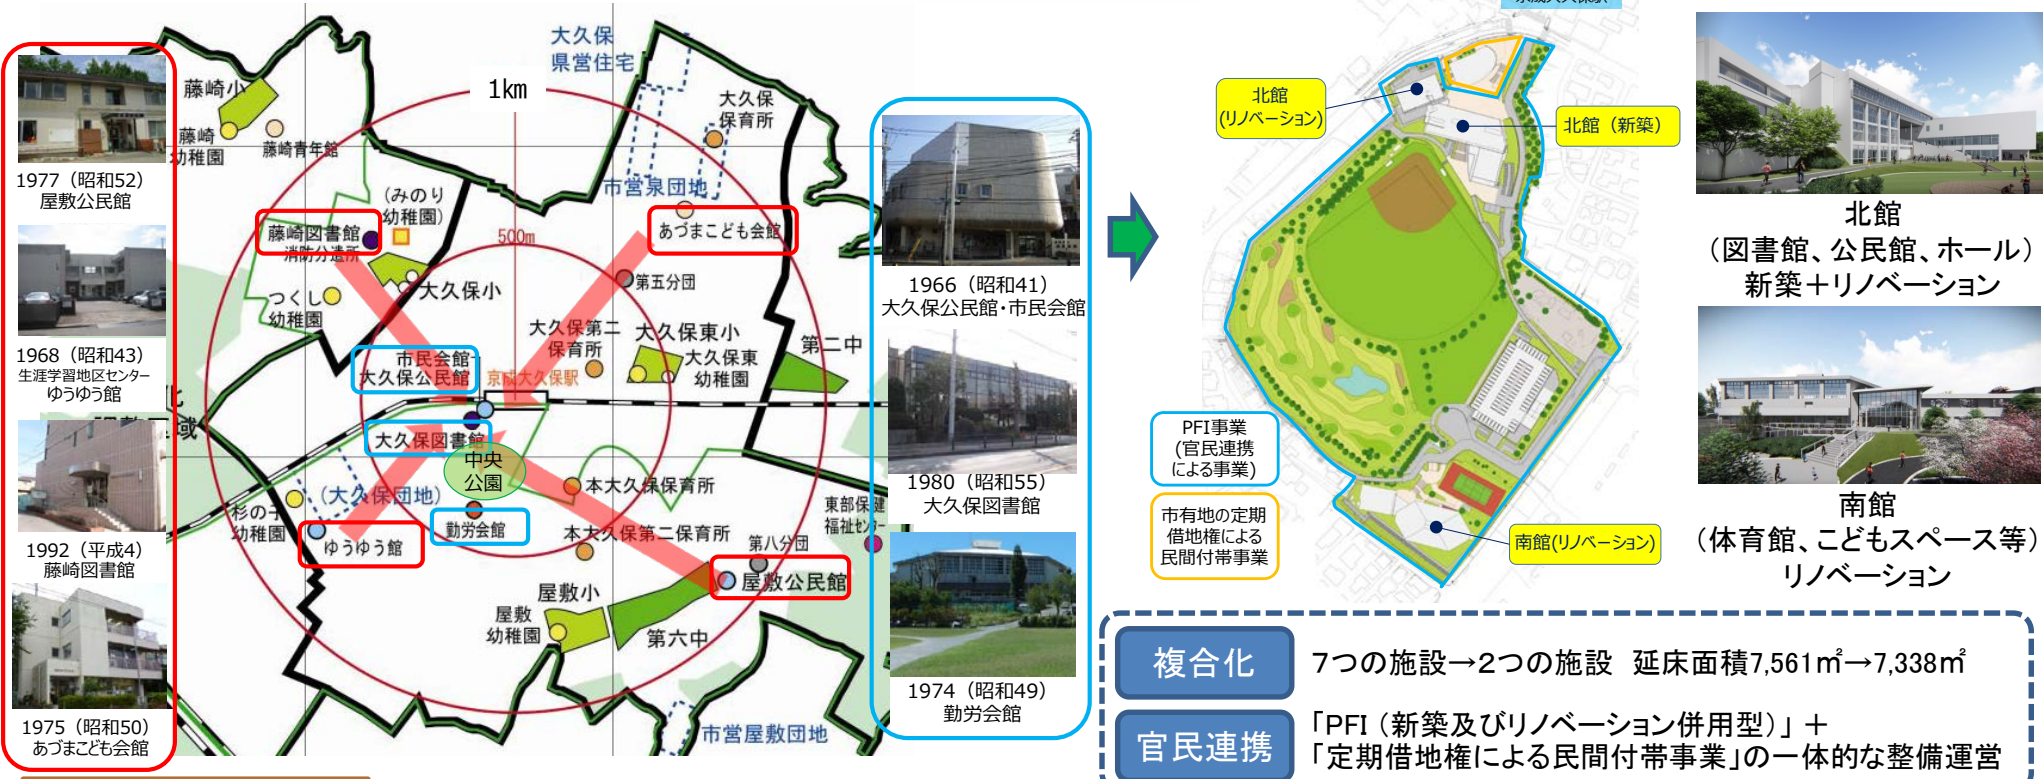 1977（昭和52）
屋敷公民館
1968（昭和43）
生涯学習地区センター
ゆうゆう館
1992（平成4）
藤崎図書館
1975（昭和50）
あづまこども会館
大久保
県営住宅
1km
藤崎小
藤崎
幼稚園
藤崎青年館
大久保
保育所
市営泉団地
あづまこども会館
(みのり
幼稚園)
藤崎図書館
消防分遣所
500m
第五分団
大久保小
つくし
幼稚園
大久保第二
保育所
大久保東小
大久保東
幼稚園
第二中
市民会館
大久保公民館
京成大久保駅
化
域
大久保図書館
中央
公園
(大久保団地)
杉の子
幼稚園
ゆうゆう館
勤労会館
本大久保保育所
本大久保第二保育所
東部保健
福祉センター
第八分団
屋敷公民館
屋敷小
屋敷
幼稚園
第六中
市営屋敷団地
1966（昭和41）
大久保公民館・市民会館
1980（昭和55）
大久保図書館
1974（昭和49）
勤労会館
京成大久保駅
北館
(リノベーション)
北館（新築）
南館(リノベーション)
PFI事業
(官民連携
による事業)
市有地の定期
借地権による
民間付帯事業
北館
（図書館、公民館、ホール）
新築＋リノベーション
南館
（体育館、こどもスペース等）
リノベーション
複合化
7つの施設→2つの施設 延床面積7,561㎡→7,338㎡
官民連携
「PFI（新築及びリノベーション併用型）」＋
「定期借地権による民間付帯事業」の一体的な整備運営